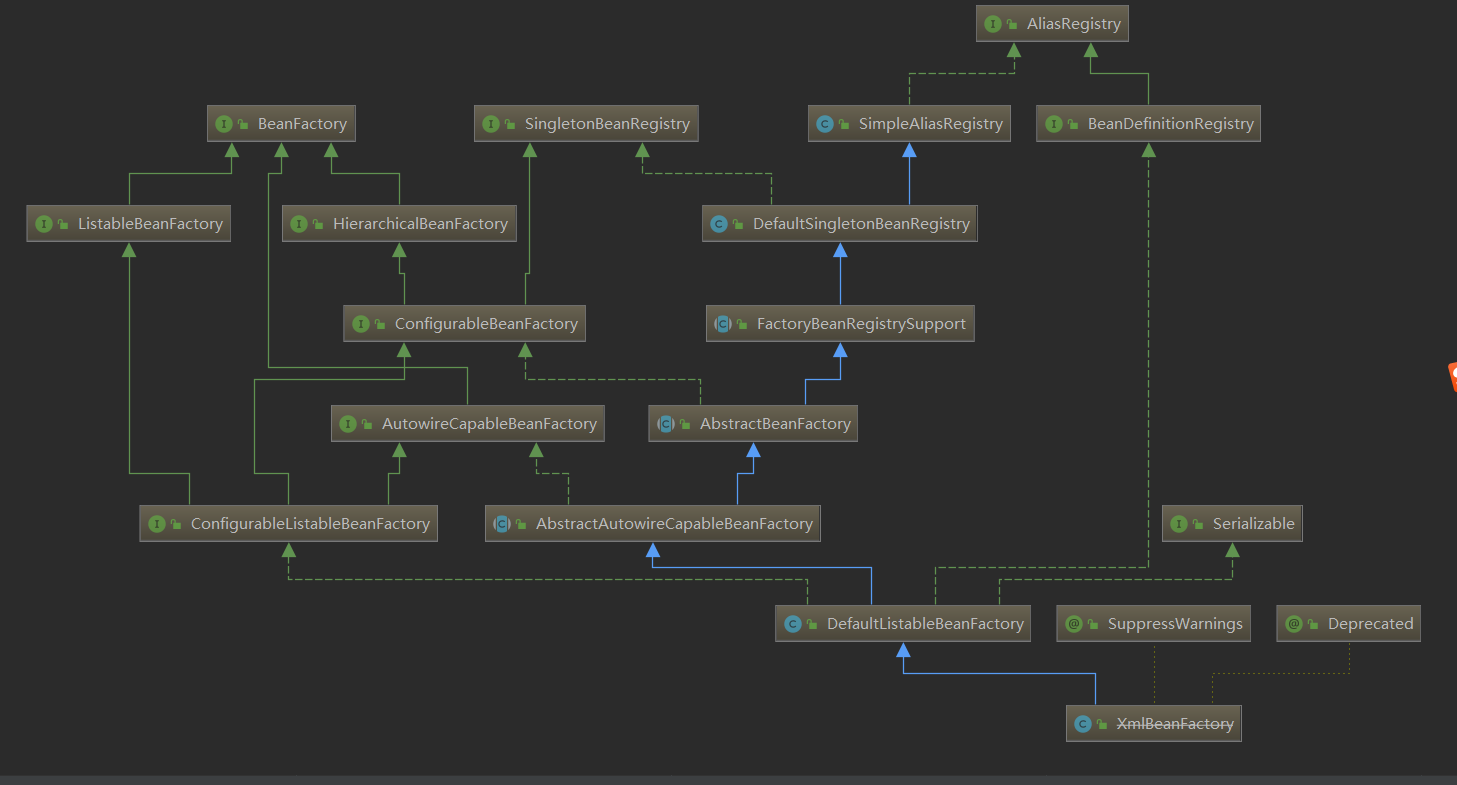 AliasRegistry
BeanFactory
SingletonBeanRegistry
SimpleAliasRegistry
BeanDefinitionRegistry
ListableBeanFactory
HierarchicalBeanFactory
DefaultSingletonBeanRegistry
ConfigurableBeanFactory
FactoryBeanRegistrySupport
AutowireCapableBeanFactory
AbstractBeanFactory
ConfigurableListableBeanFactory
AbstractAutowireCapableBeanFactory
Serializable
DefaultListableBeanFactory
SuppressWarnings
Deprecated
XmlBeanFactory